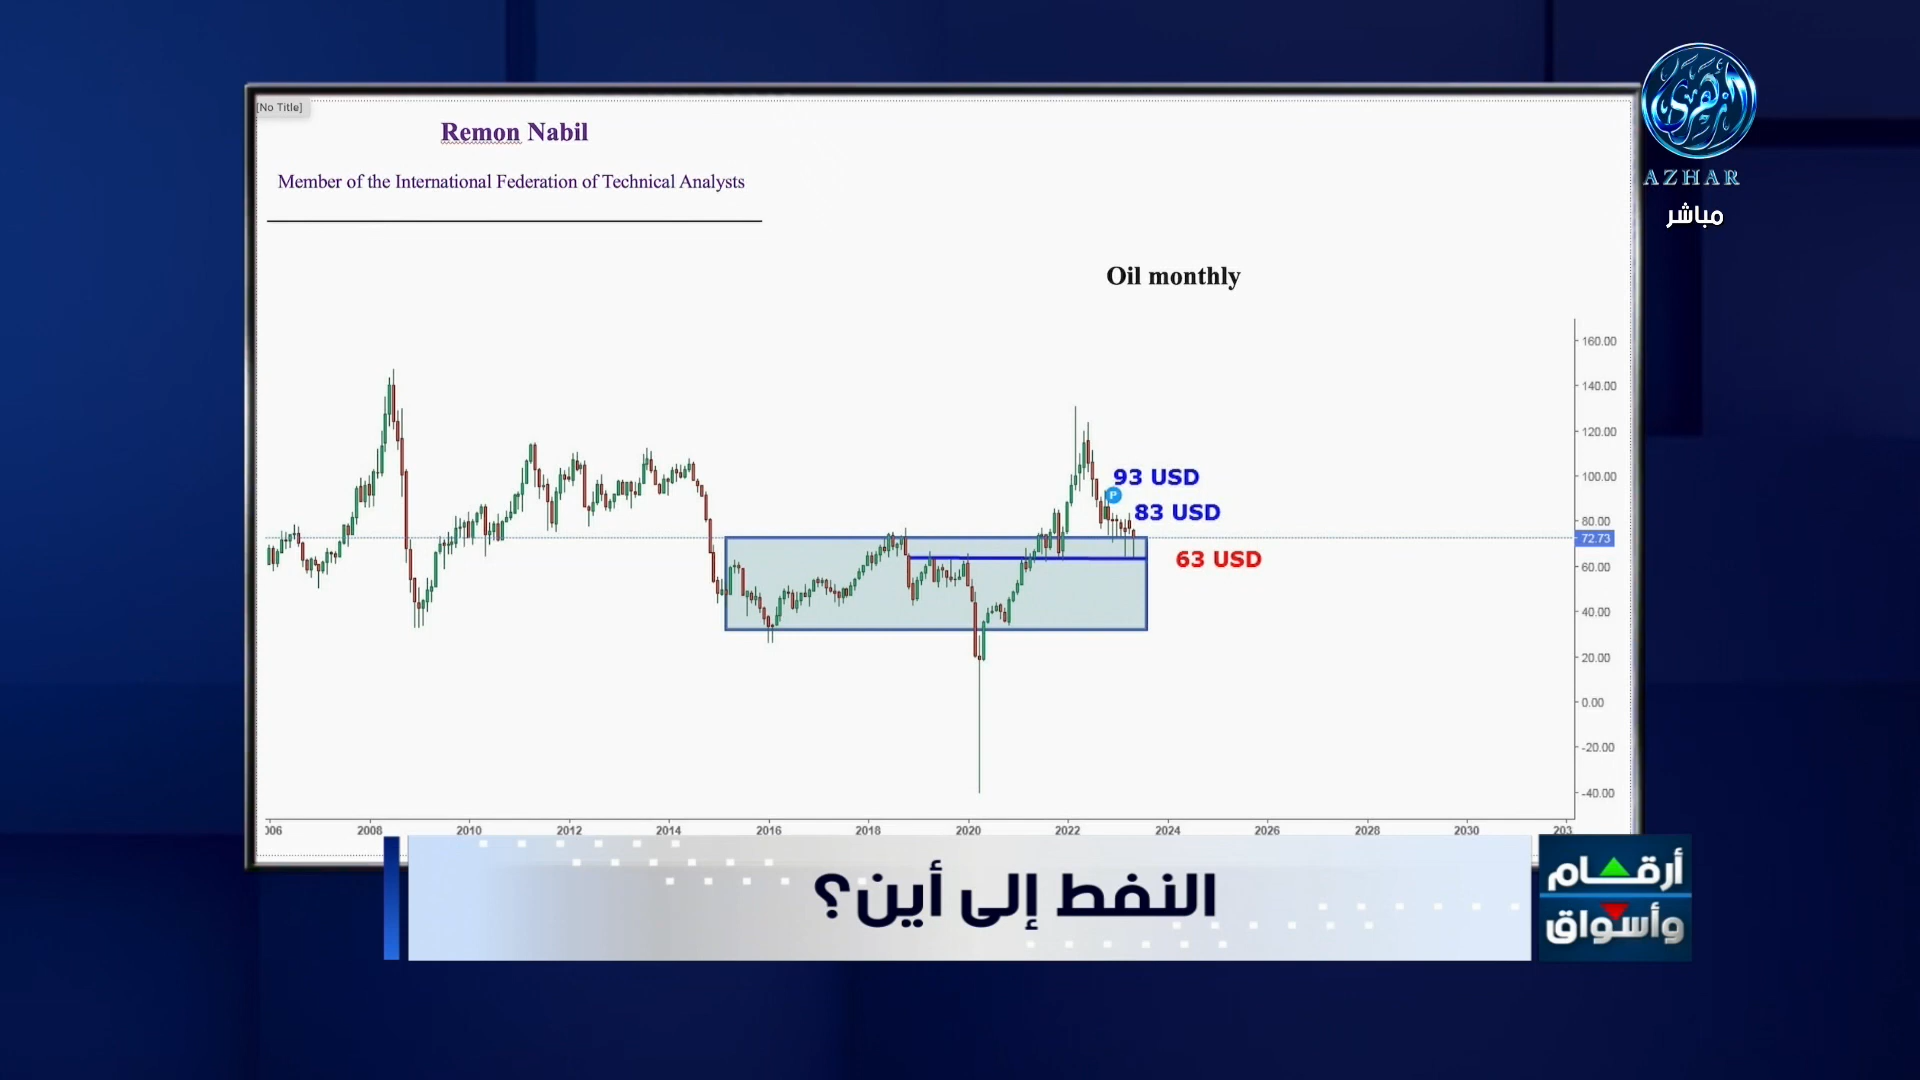 [No Title]
Remon Nabil
Member of the International Federation of Technical Analysts
أزهري
AZHAR
مباشر
Oil monthly
160.00
140.00
120.00
100.00
80.00
72.73
60.00
40.00
20.00
0.00
-20.00
-40.00
93 USD
P
83 USD
63 USD
006
2008
2010
2012
2014
2016
2018
2020
2022
2024
2026
2028
2030
203
النفط إلى أين؟
أرقام
وأسواق